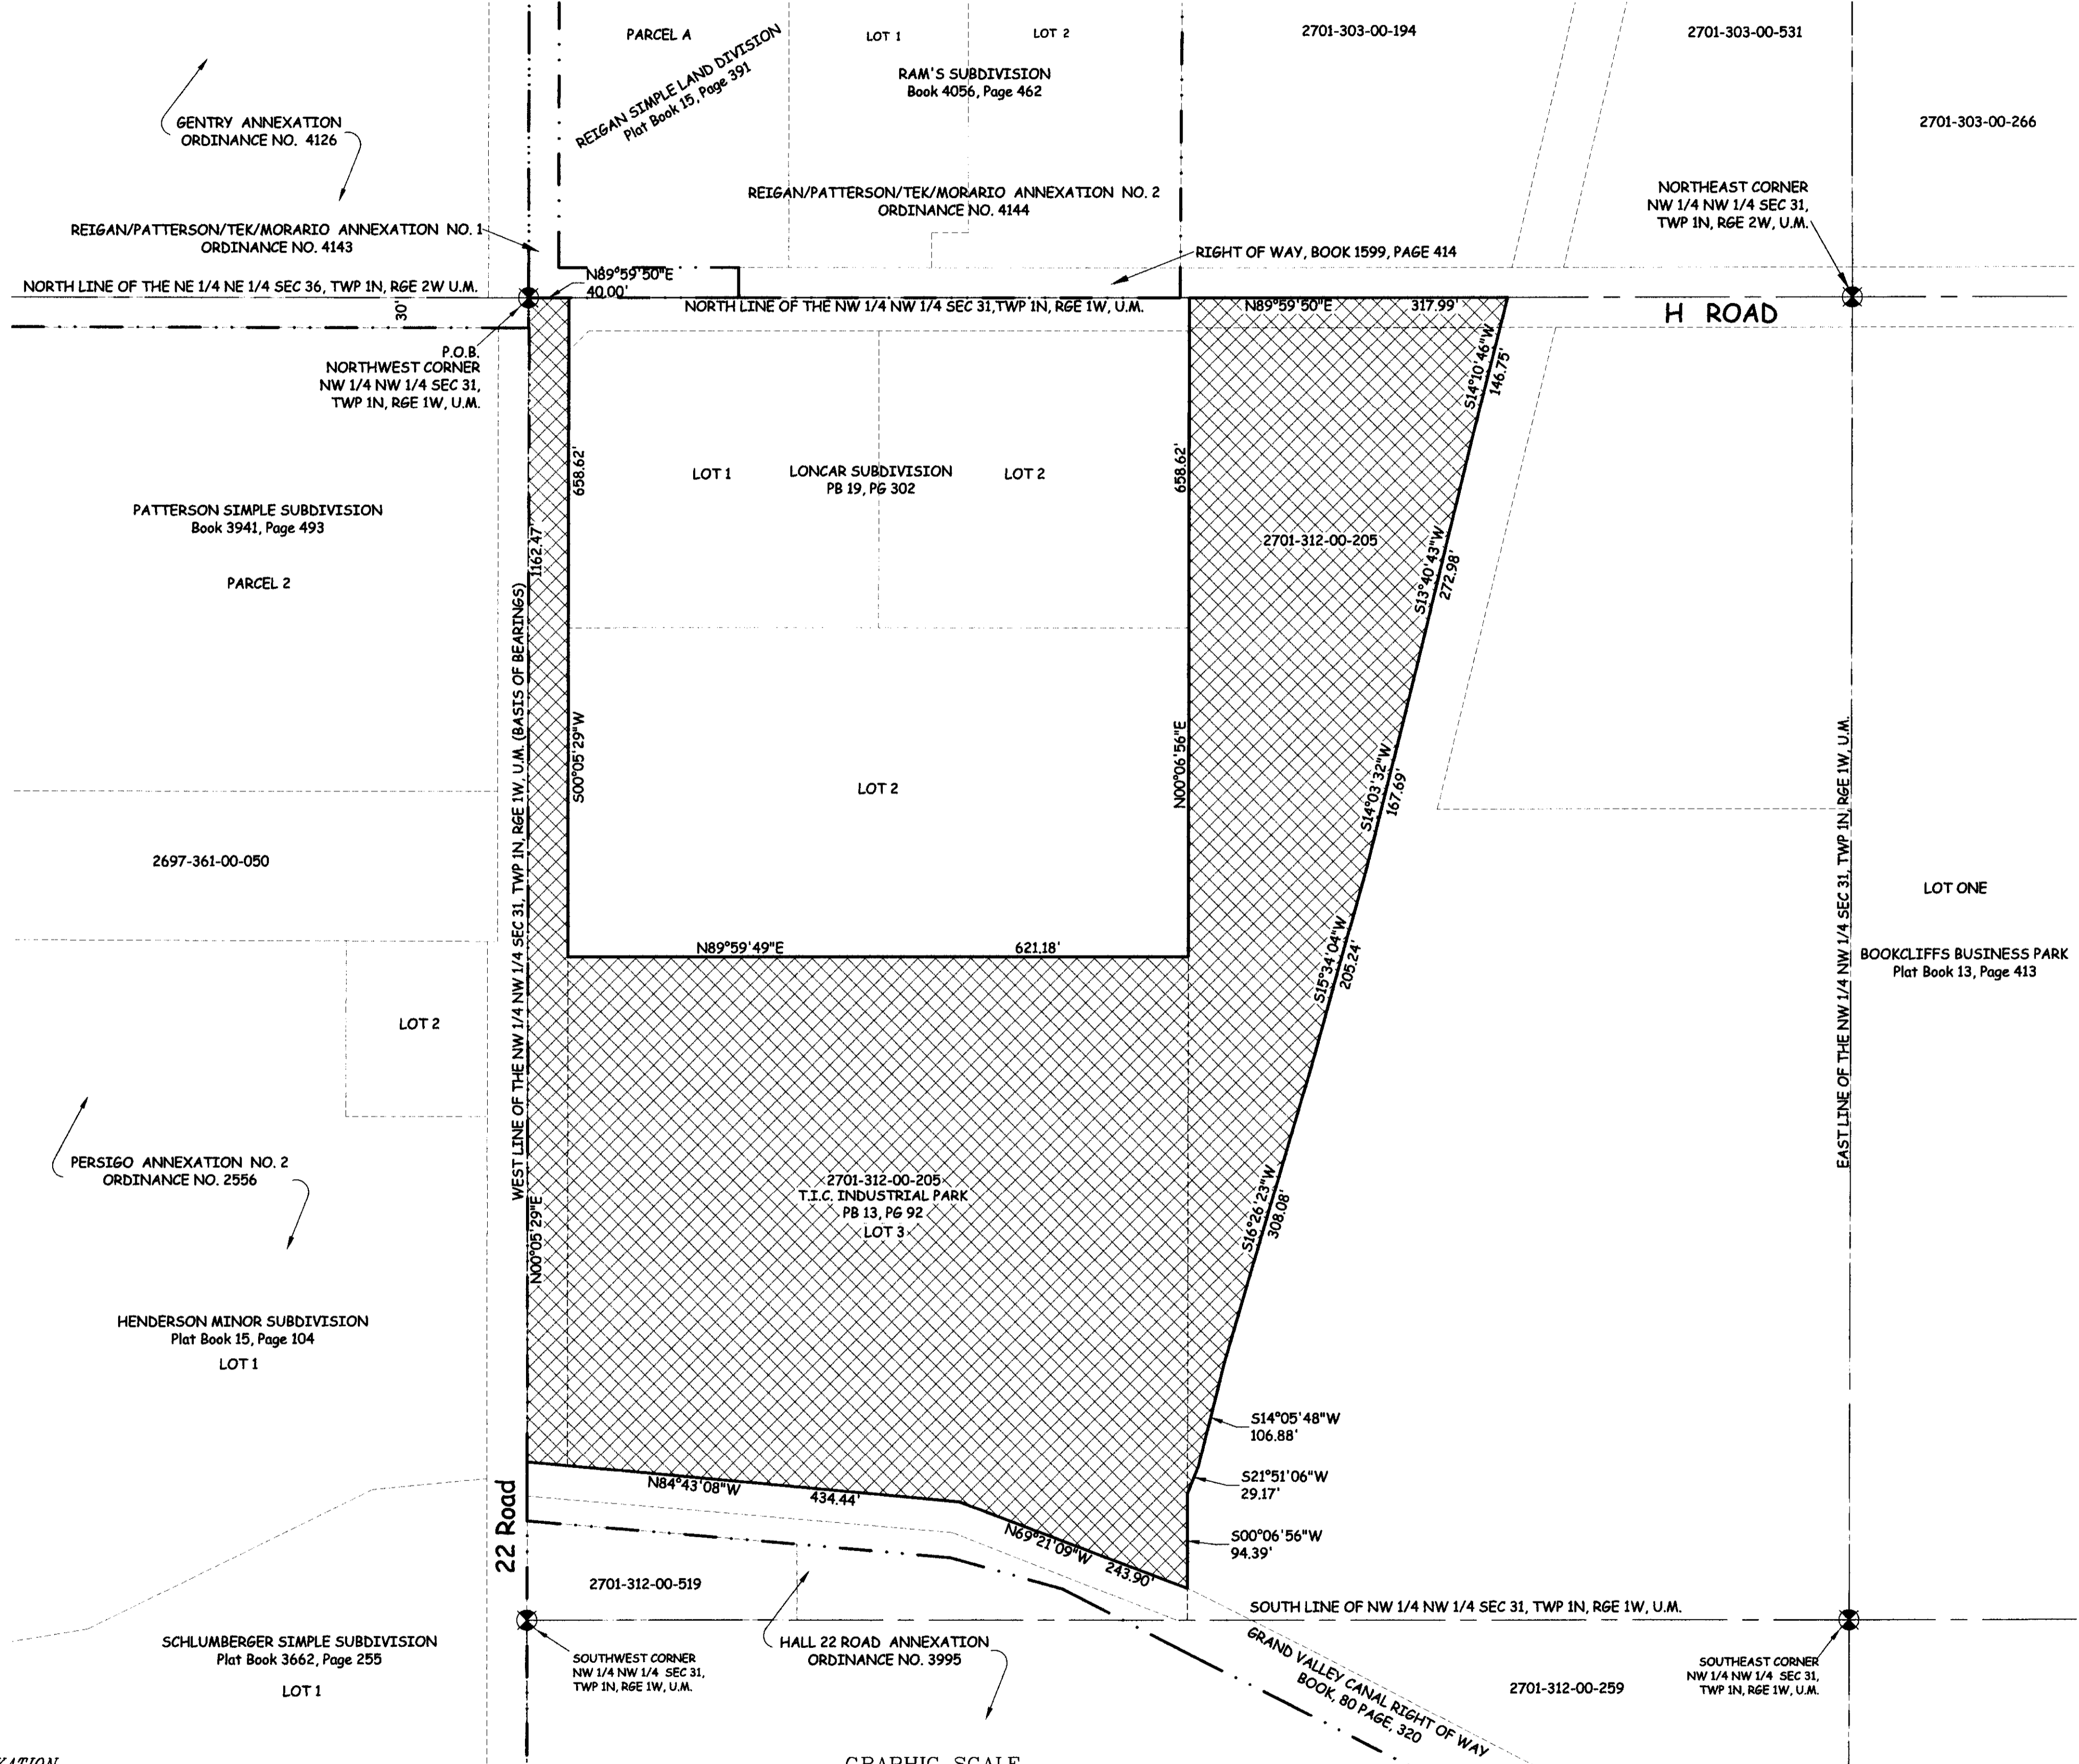 PARCEL A
LOT 1
LOT 2
2701-303-00-194
2701-303-00-531
REIGAN SIMPLE LAND DIVISION
Plat Book 15, Page 391
RAM'S SUBDIVISION
Book 4056, Page 462
GENTRY ANNEXATION
ORDINANCE NO. 4126
2701-303-00-266
REIGAN/PATTERSON/TEK/MORARIO ANNEXATION NO. 2
ORDINANCE NO. 4144
NORTHEAST CORNER
NW 1/4 NW 1/4 SEC 31,
TWP 1N, RGE 2W, U.M.
REIGAN/PATTERSON/TEK/MORARIO ANNEXATION NO. 1
ORDINANCE NO. 4143
RIGHT OF WAY, BOOK 1599, PAGE 414
NORTH LINE OF THE NE 1/4 NE 1/4 SEC 36, TWP 1N, RGE 2W U.M.
N89°59'50"E
40.00'
30'
NORTH LINE OF THE NW 1/4 NW 1/4 SEC 31,TWP 1N, RGE 1W, U.M.
N89°59'50"E
317.99'
H ROAD
P.O.B.
NORTHWEST CORNER
NW 1/4 NW 1/4 SEC 31,
TWP 1N, RGE 1W, U.M.
S14°10'46"W
146.75'
658.62'
LOT 1
LONCAR SUBDIVISION
PB 19, PG 302
LOT 2
658.62'
PATTERSON SIMPLE SUBDIVISION
Book 3941, Page 493
PARCEL 2
1162.47'
2701-312-00-205
S13°40'43"W
272.98'
WEST LINE OF THE NW 1/4 NW 1/4 SEC 31, TWP 1N, RGE 1W, U.M. (BASIS OF BEARINGS)
S00°05'29"W
LOT 2
N00°06'56"E
S14°03'32"W
167.69'
EAST LINE OF THE NW 1/4 NW 1/4 SEC 31, TWP 1N, RGE 1W, U.M.
2697-361-00-050
LOT ONE
BOOKCLIFFS BUSINESS PARK
Plat Book 13, Page 413
N89°59'49"E
621.18'
S15°34'04"W
205.24'
LOT 2
PERSIGO ANNEXATION NO. 2
ORDINANCE NO. 2556
N00°05'29"E
2701-312-00-205
T.I.C. INDUSTRIAL PARK
PB 13, PG 92
LOT 3
S16°26'23"W
308.08'
HENDERSON MINOR SUBDIVISION
Plat Book 15, Page 104
LOT 1
S14°05'48"W
106.88'
S21°51'06"W
29.17'
22 Road
N84°43'08"W
434.44'
N69°21'09"W
243.90'
S00°06'56"W
94.39'
2701-312-00-519
SOUTH LINE OF NW 1/4 NW 1/4 SEC 31, TWP 1N, RGE 1W, U.M.
SCHLUMBERGER SIMPLE SUBDIVISION
Plat Book 3662, Page 255
LOT 1
SOUTHWEST CORNER
NW 1/4 NW 1/4 SEC 31,
TWP 1N, RGE 1W, U.M.
HALL 22 ROAD ANNEXATION
ORDINANCE NO. 3995
GRAND VALLEY CANAL RIGHT OF WAY
BOOK, 80 PAGE, 320
2701-312-00-259
SOUTHEAST CORNER
NW 1/4 NW 1/4 SEC 31,
TWP 1N, RGE 1W, U.M.
GRAPHIC SCALE